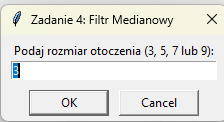 Zadanie 4: Filtr Medianowy
Podaj rozmiar otoczenia (3, 5, 7 lub 9):
3
OK Cancel